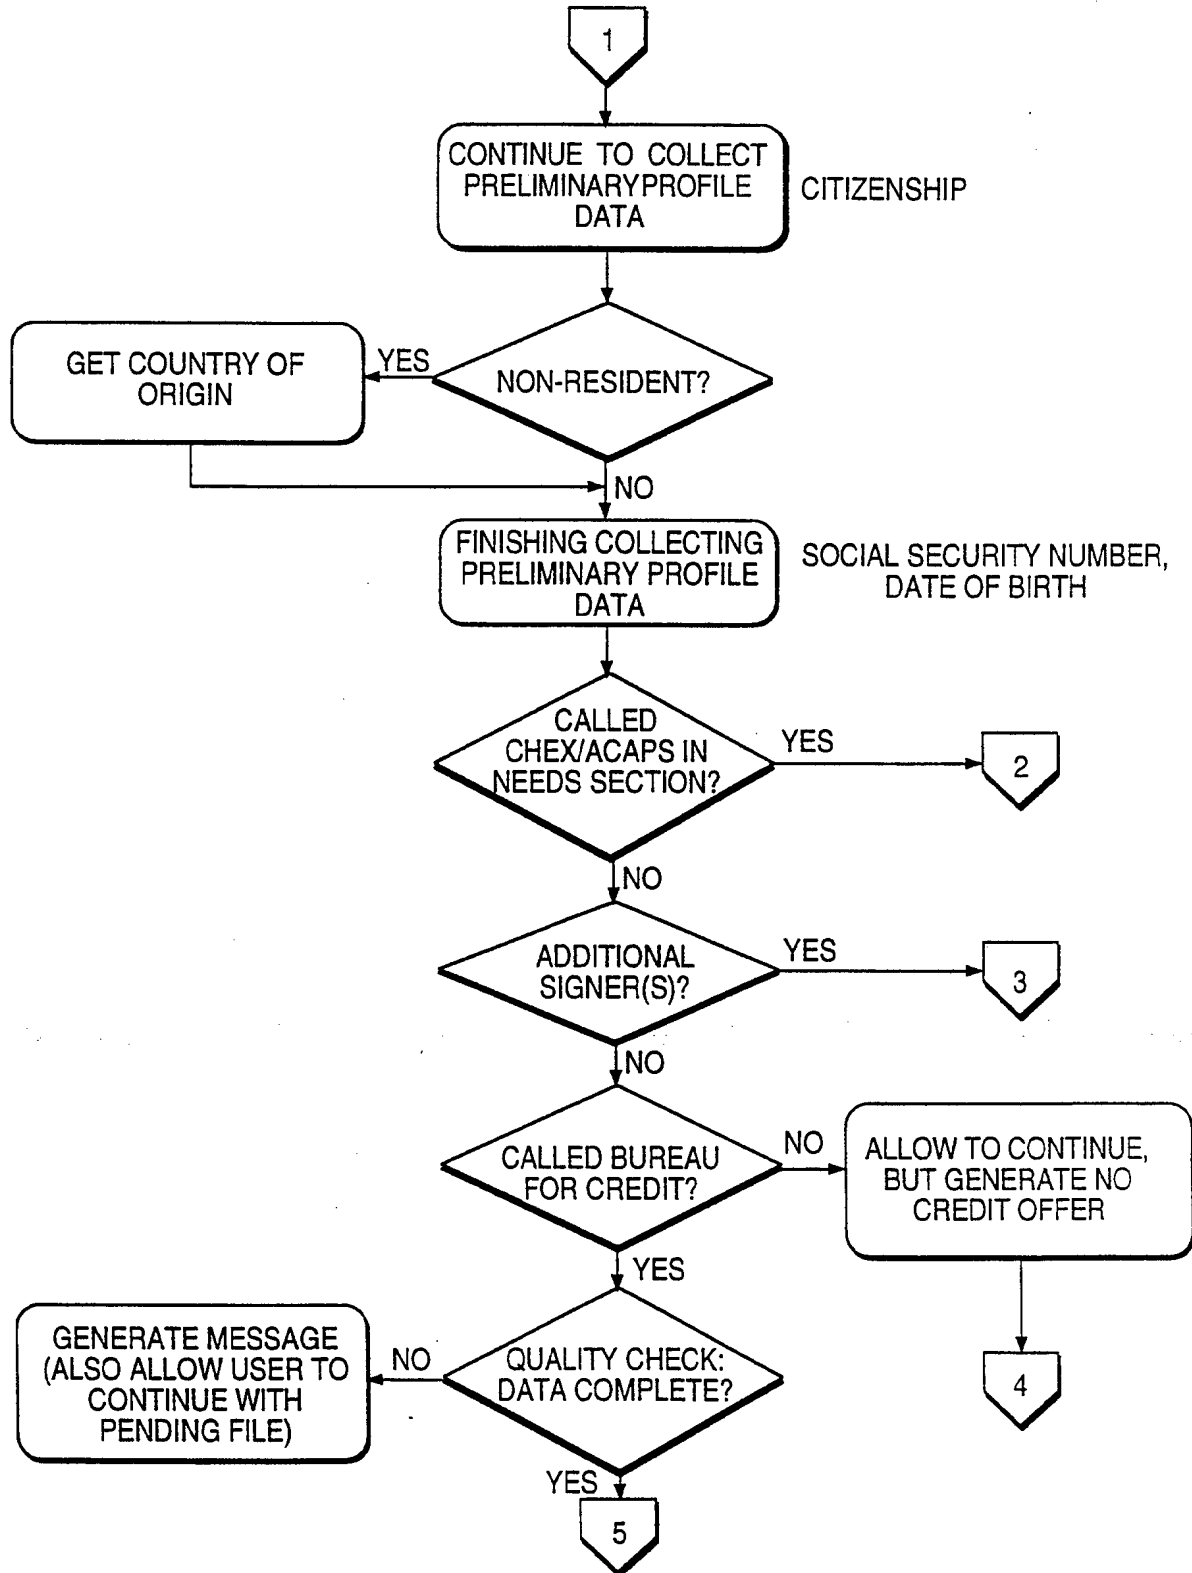 1
CONTINUE TO COLLECT
PRELIMINARY PROFILE
DATA
CITIZENSHIP
NON-RESIDENT?
YES
GET COUNTRY OF
ORIGIN
NO
FINISHING COLLECTING
PRELIMINARY PROFILE
DATA
SOCIAL SECURITY NUMBER,
DATE OF BIRTH
CALLED
CHEX/ACAPS IN
NEEDS SECTION?
YES
2
NO
ADDITIONAL
SIGNER(S)?
YES
3
NO
CALLED BUREAU
FOR CREDIT?
NO
ALLOW TO CONTINUE,
BUT GENERATE NO
CREDIT OFFER
4
YES
QUALITY CHECK:
DATA COMPLETE?
NO
GENERATE MESSAGE
(ALSO ALLOW USER TO
CONTINUE WITH
PENDING FILE)
YES
5